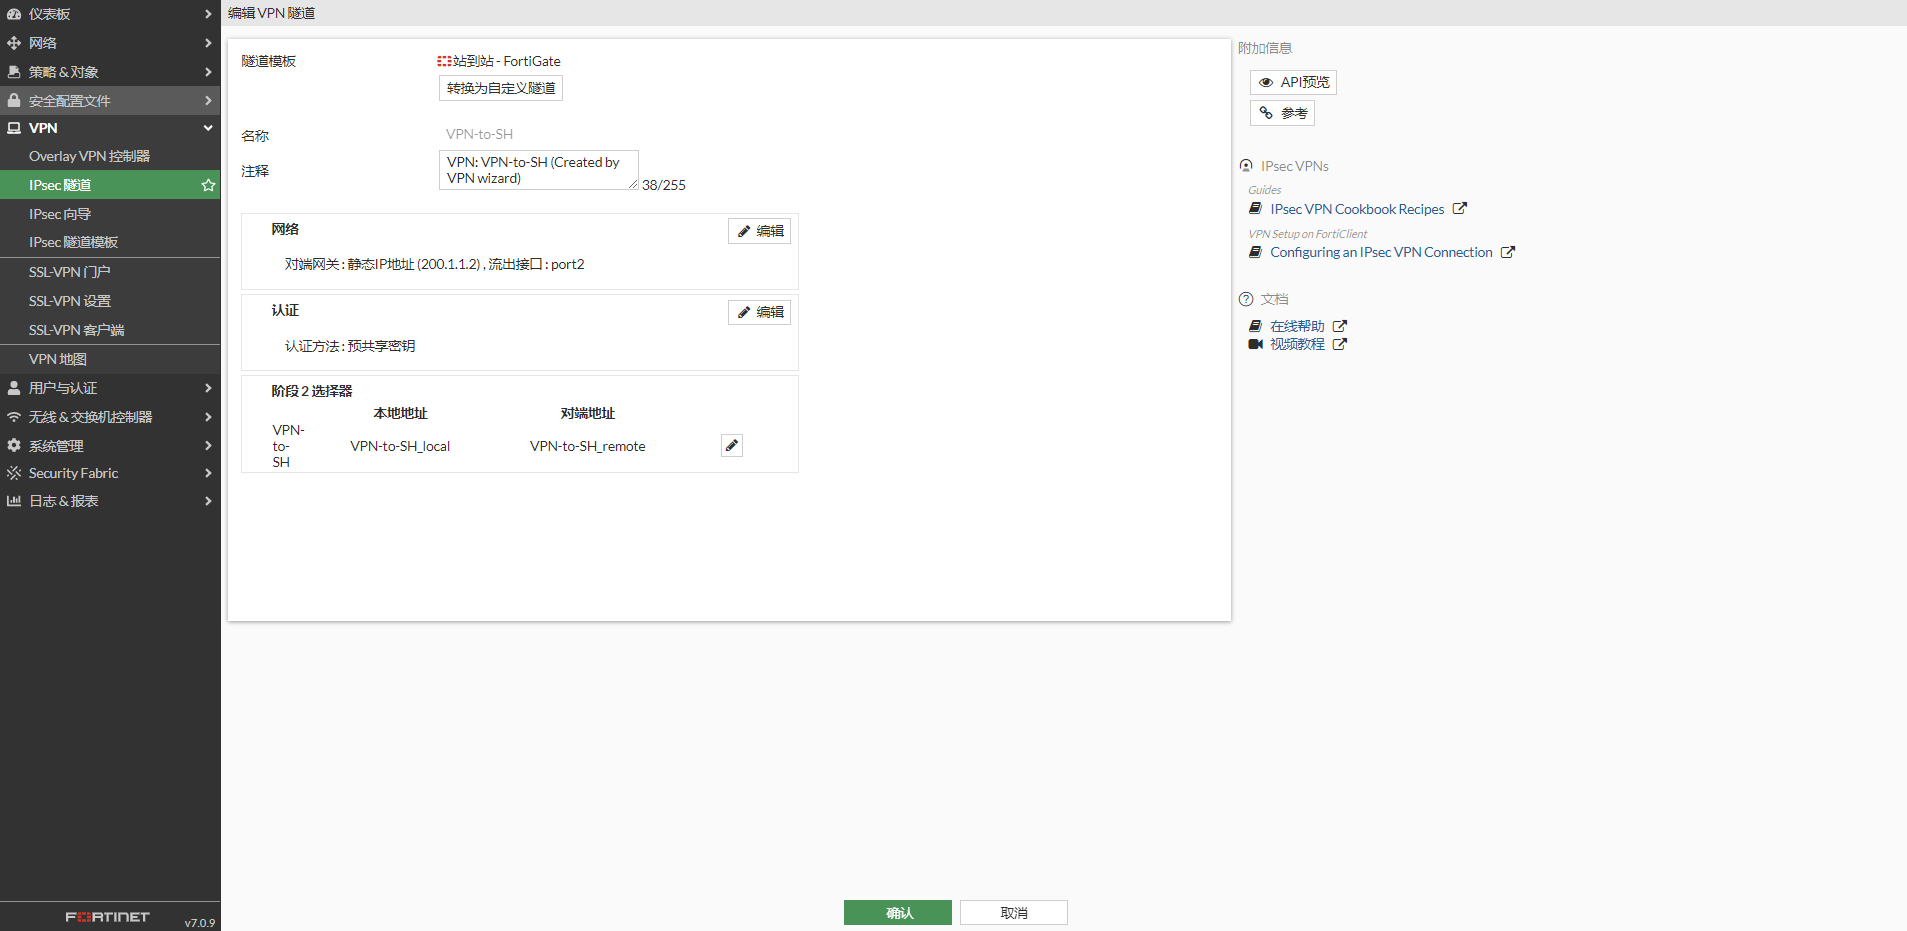 仪表板
网络
策略 & 对象
安全配置文件
VPN
Overlay VPN 控制器
IPsec 隧道
IPsec 向导
IPsec 隧道模板
SSL-VPN 门户
SSL-VPN 设置
SSL-VPN 客户端
VPN 地图
用户与认证
无线 & 交换机控制器
系统管理
Security Fabric
日志 & 报表
FORTINET
v7.0.9
编辑 VPN 隧道
隧道模板
站到站 - FortiGate
转换为自定义隧道
名称
VPN-to-SH
注释
VPN: VPN-to-SH (Created by
VPN wizard)
38/255
网络
编辑
对端网关 : 静态IP地址 (200.1.1.2) , 流出接口 : port2
认证
编辑
认证方法 : 预共享密钥
阶段 2 选择器
本地地址 对端地址
VPN-
to-
SH
VPN-to-SH_local VPN-to-SH_remote
确认
取消
附加信息
API预览
参考
IPsec VPNs
Guides
IPsec VPN Cookbook Recipes
VPN Setup on FortiClient
Configuring an IPsec VPN Connection
文档
在线帮助
视频教程